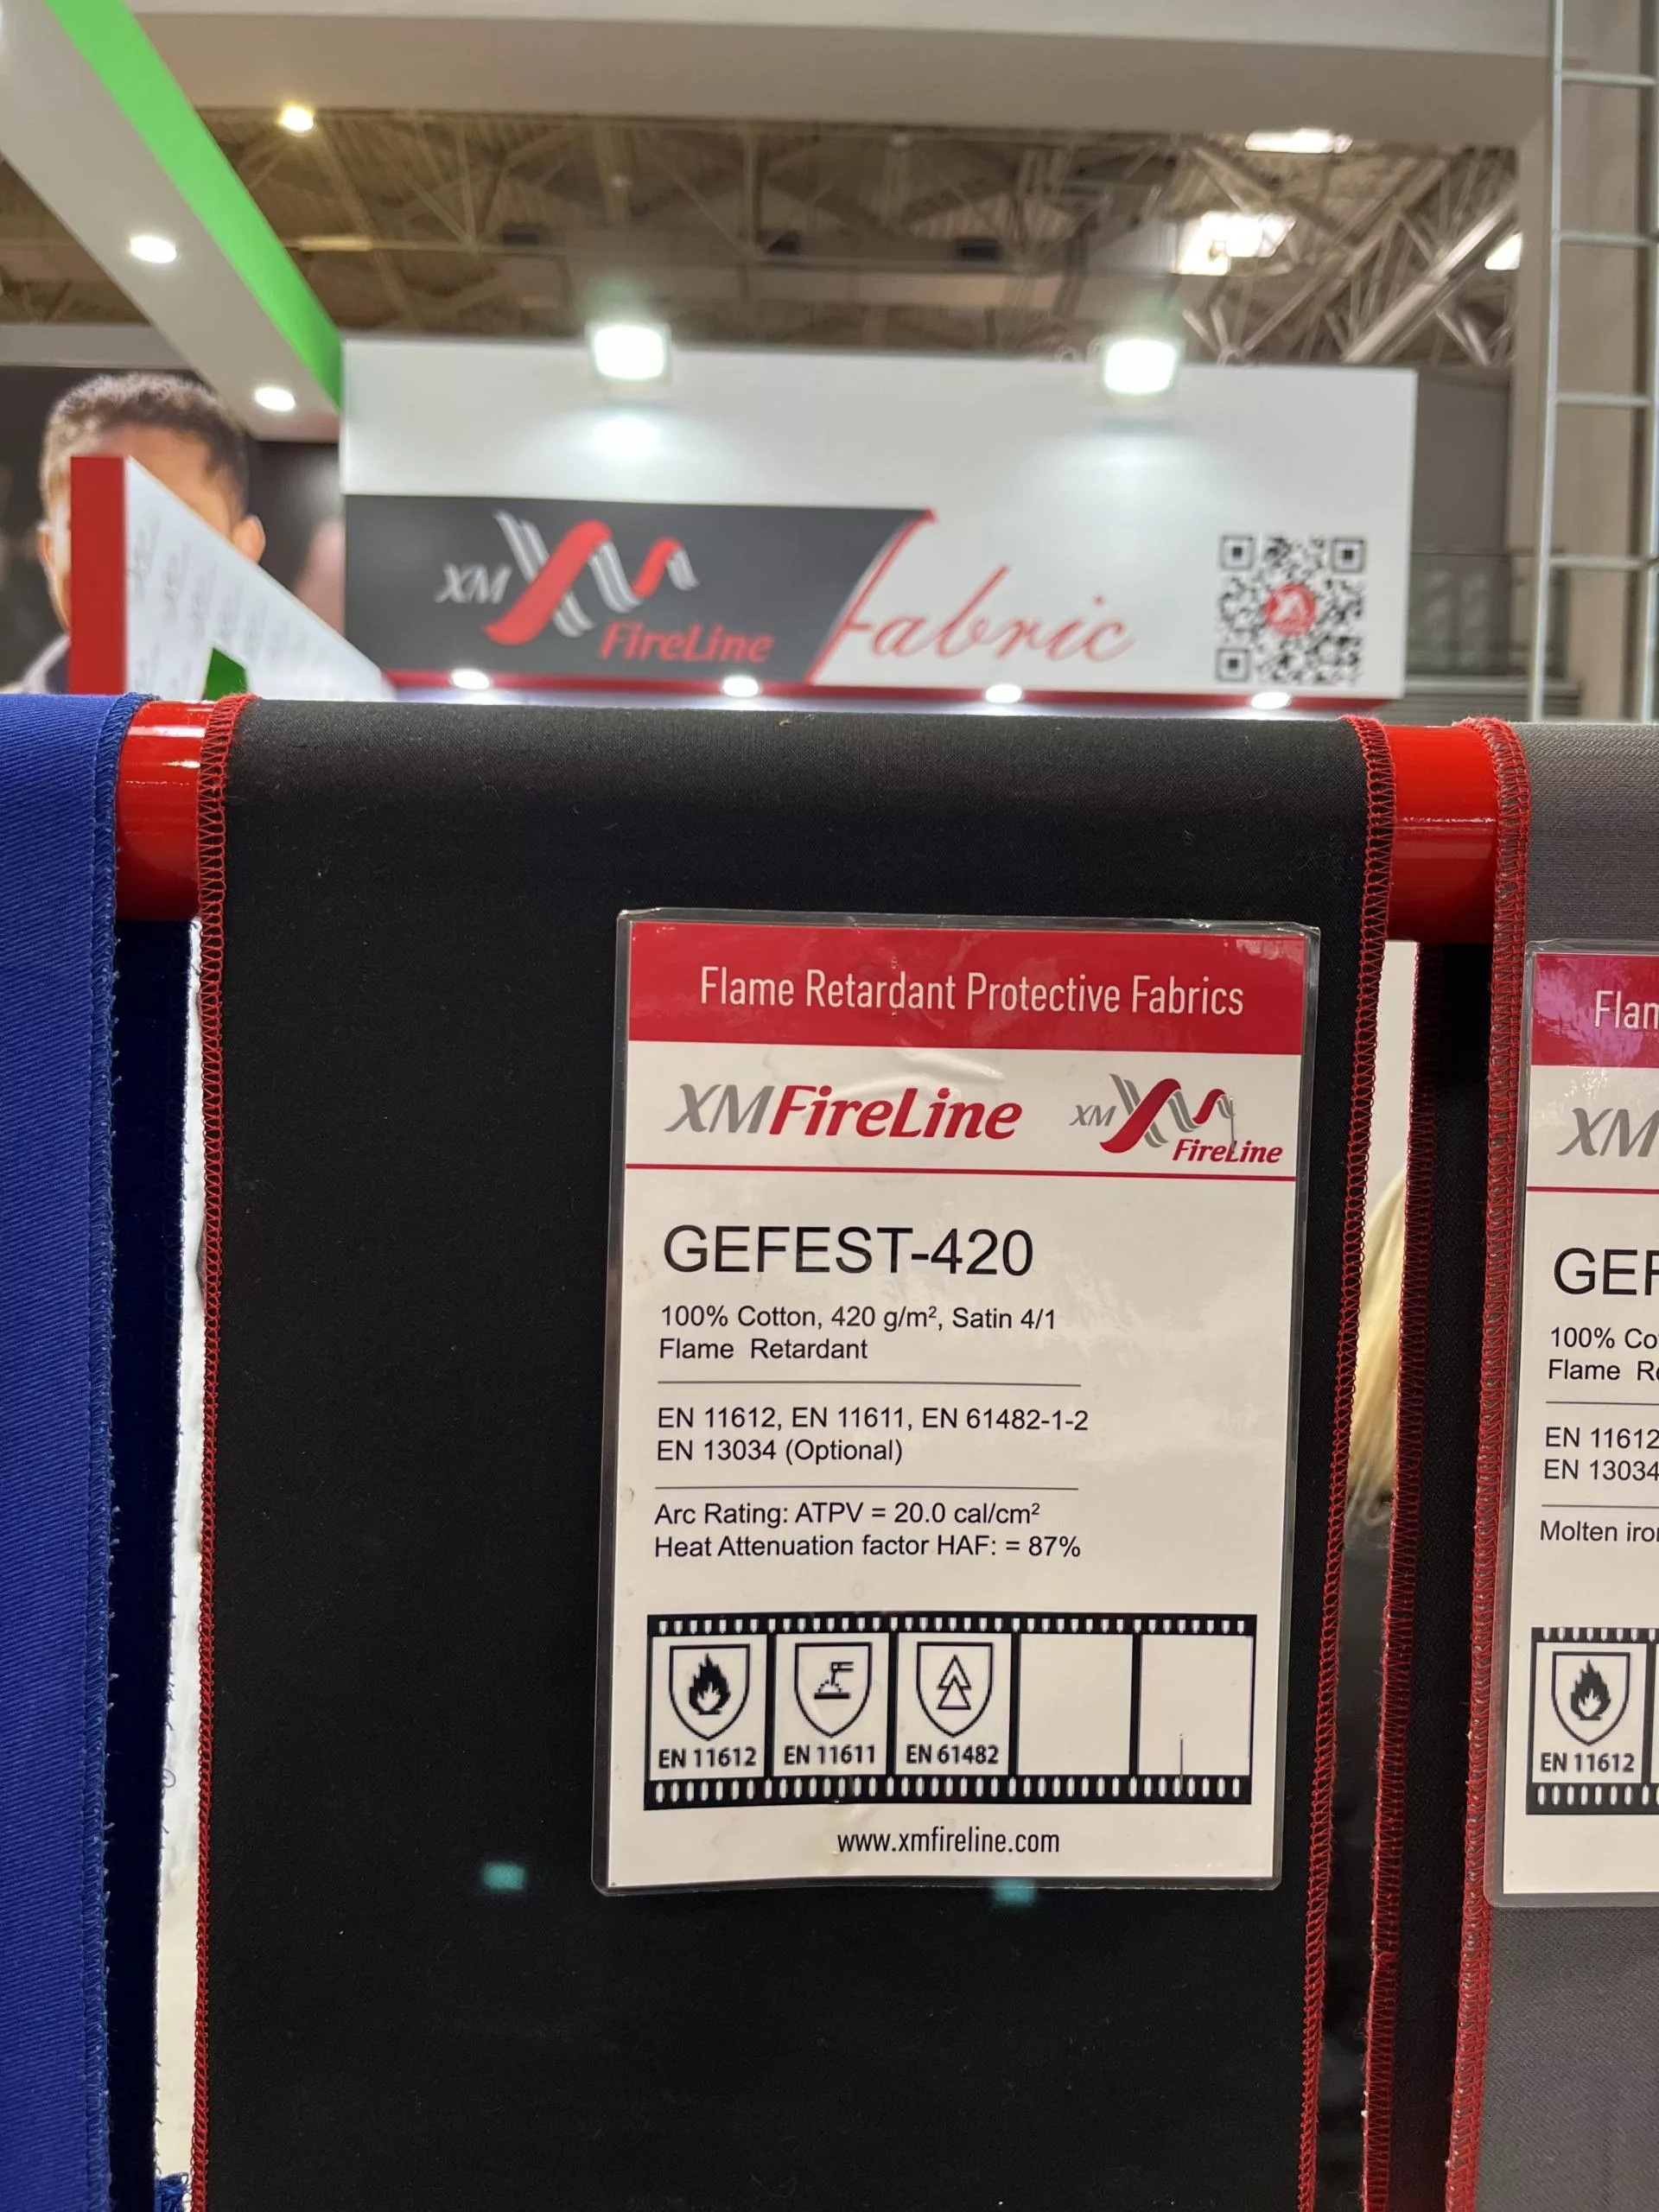 XM
FireLine
fabric
Flame Retardant Protective Fabrics
XMFireLine
XM
FireLine
GEFEST-420
100% Cotton, 420 g/m², Satin 4/1
Flame Retardant
EN 11612, EN 11611, EN 61482-1-2
EN 13034 (Optional)
Arc Rating: ATPV = 20.0 cal/cm²
Heat Attenuation factor HAF: = 87%
EN 11612
EN 11611
EN 61482
www.xmfireline.com
XM
100%
Flame
EN 11612
EN 13034
Molten
EN 11612